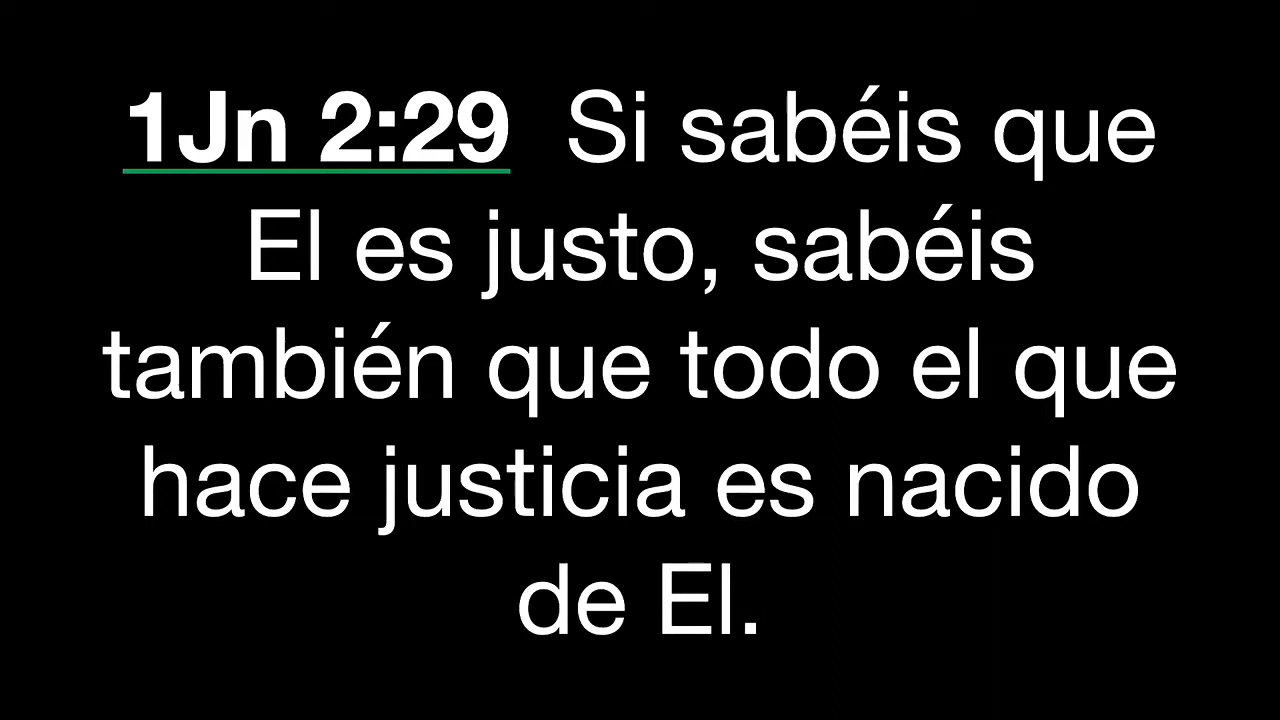 1Jn 2:29  Si sabéis que
El es justo, sabéis
también que todo el que
hace justicia es nacido
de El.